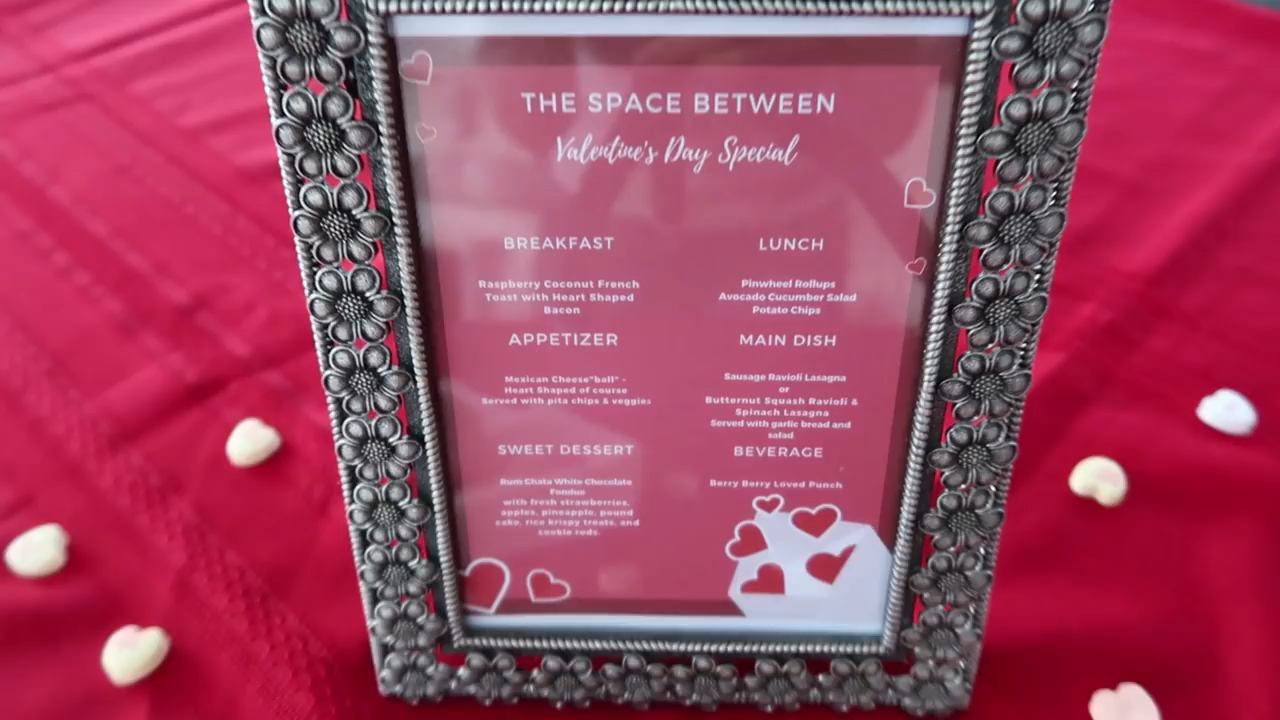 THE SPACE BETWEEN
Valentine's Day Special
BREAKFAST
Raspberry Coconut French
Toast with Heart Shaped
Bacon
LUNCH
Pinwheel Rollups
Avocado Cucumber Salad
Potato Chips
APPETIZER
Mexican Cheese"ball" -
Heart Shaped of course
Served with pita chips & veggies
MAIN DISH
Sausage Ravioli Lasagna
or
Butternut Squash Ravioli &
Spinach Lasagna
Served with garlic bread and
salad
SWEET DESSERT
Rum Chata White Chocolate
Fondue
with fresh strawberries,
apples, pineapple, pound
cake, rice krispy treats, and
cookie rods.
BEVERAGE
Berry Berry Loved Punch